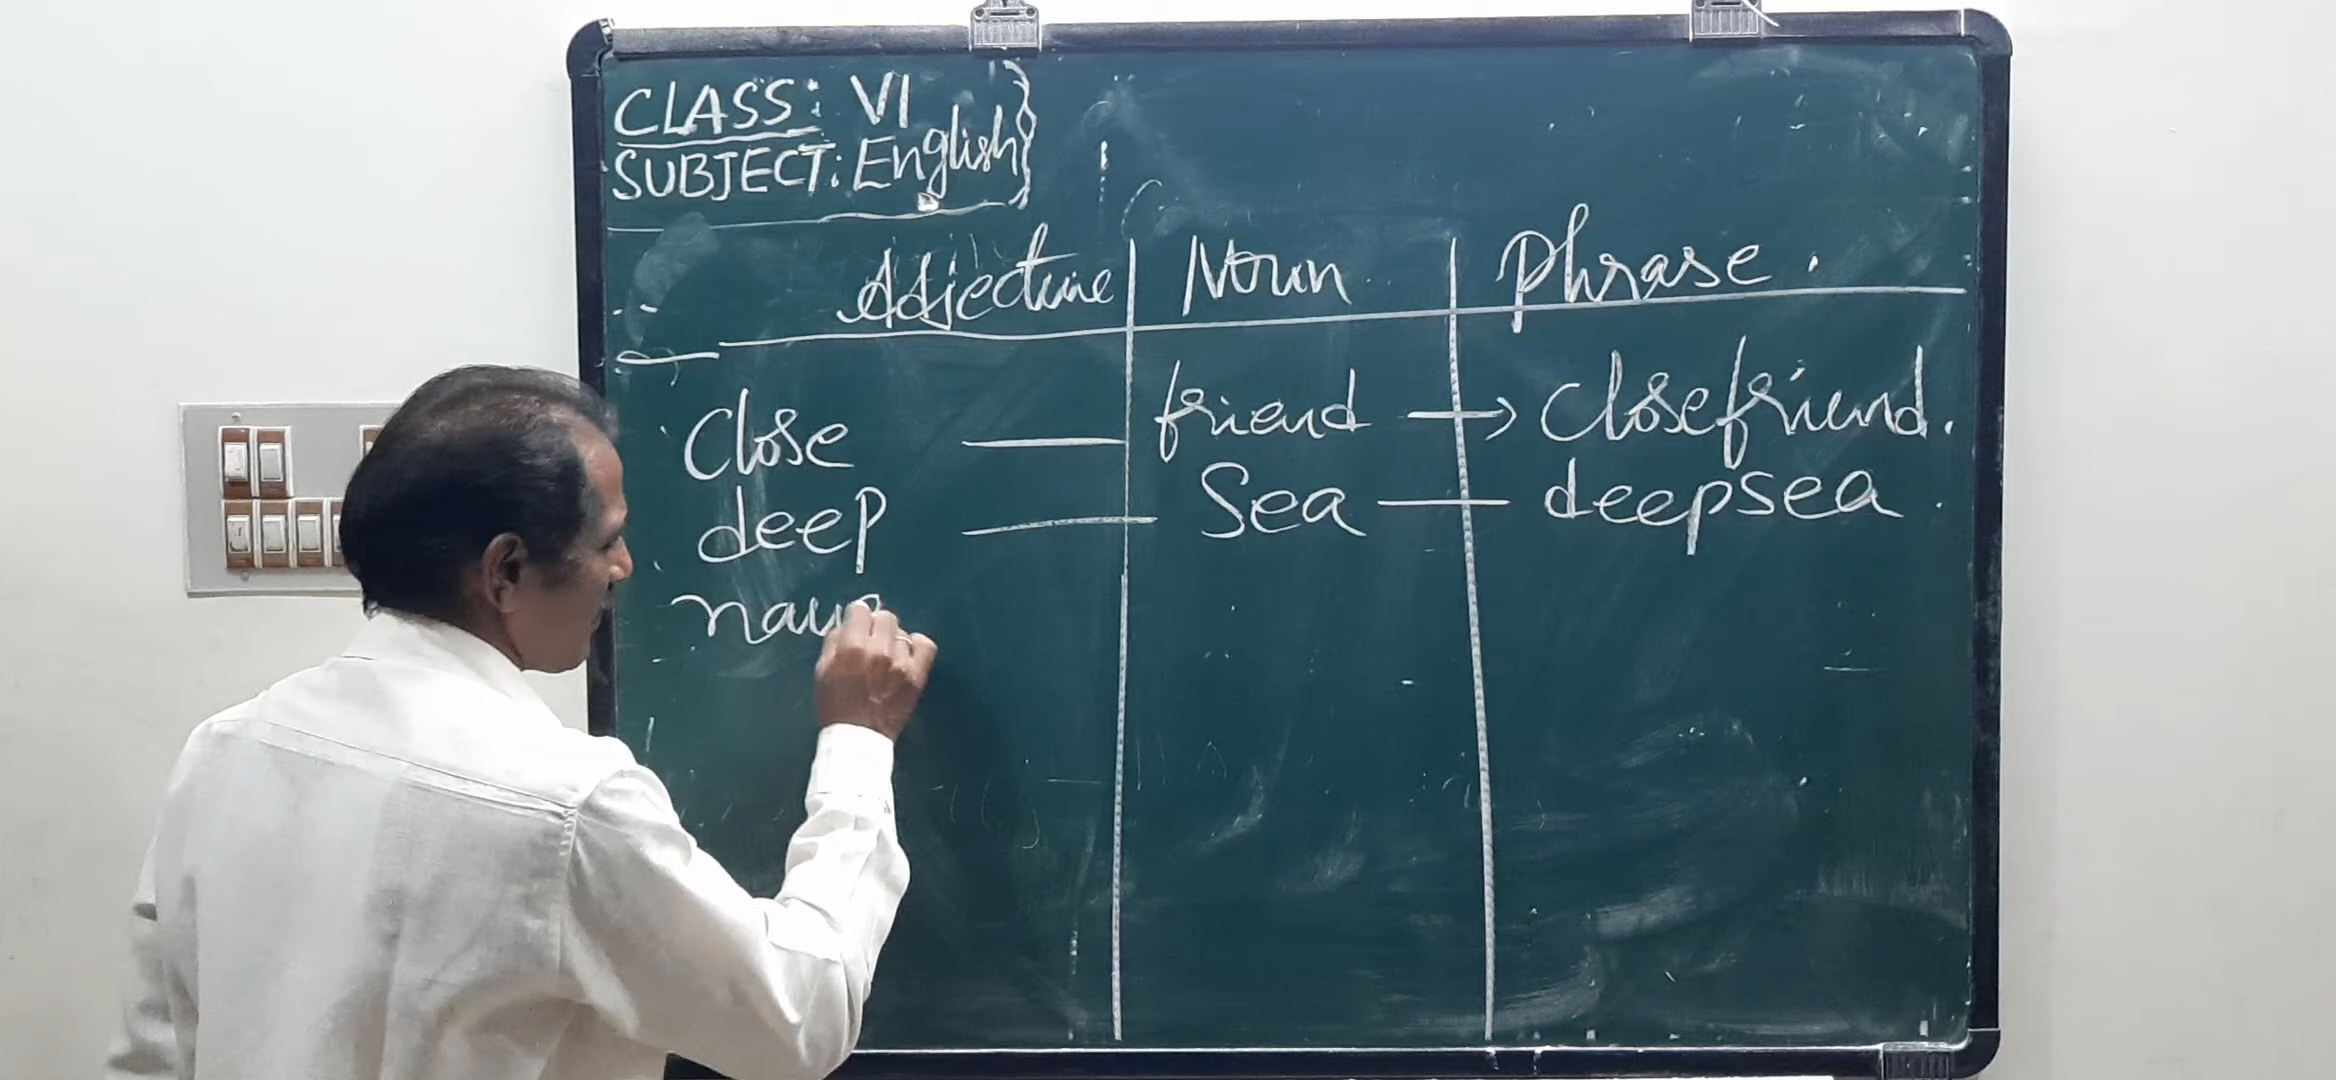 CLASS: VI
SUBJECT: English
Adjective Noun Phrase.
Close friend → Closefriend.
deep Sea deepsea.